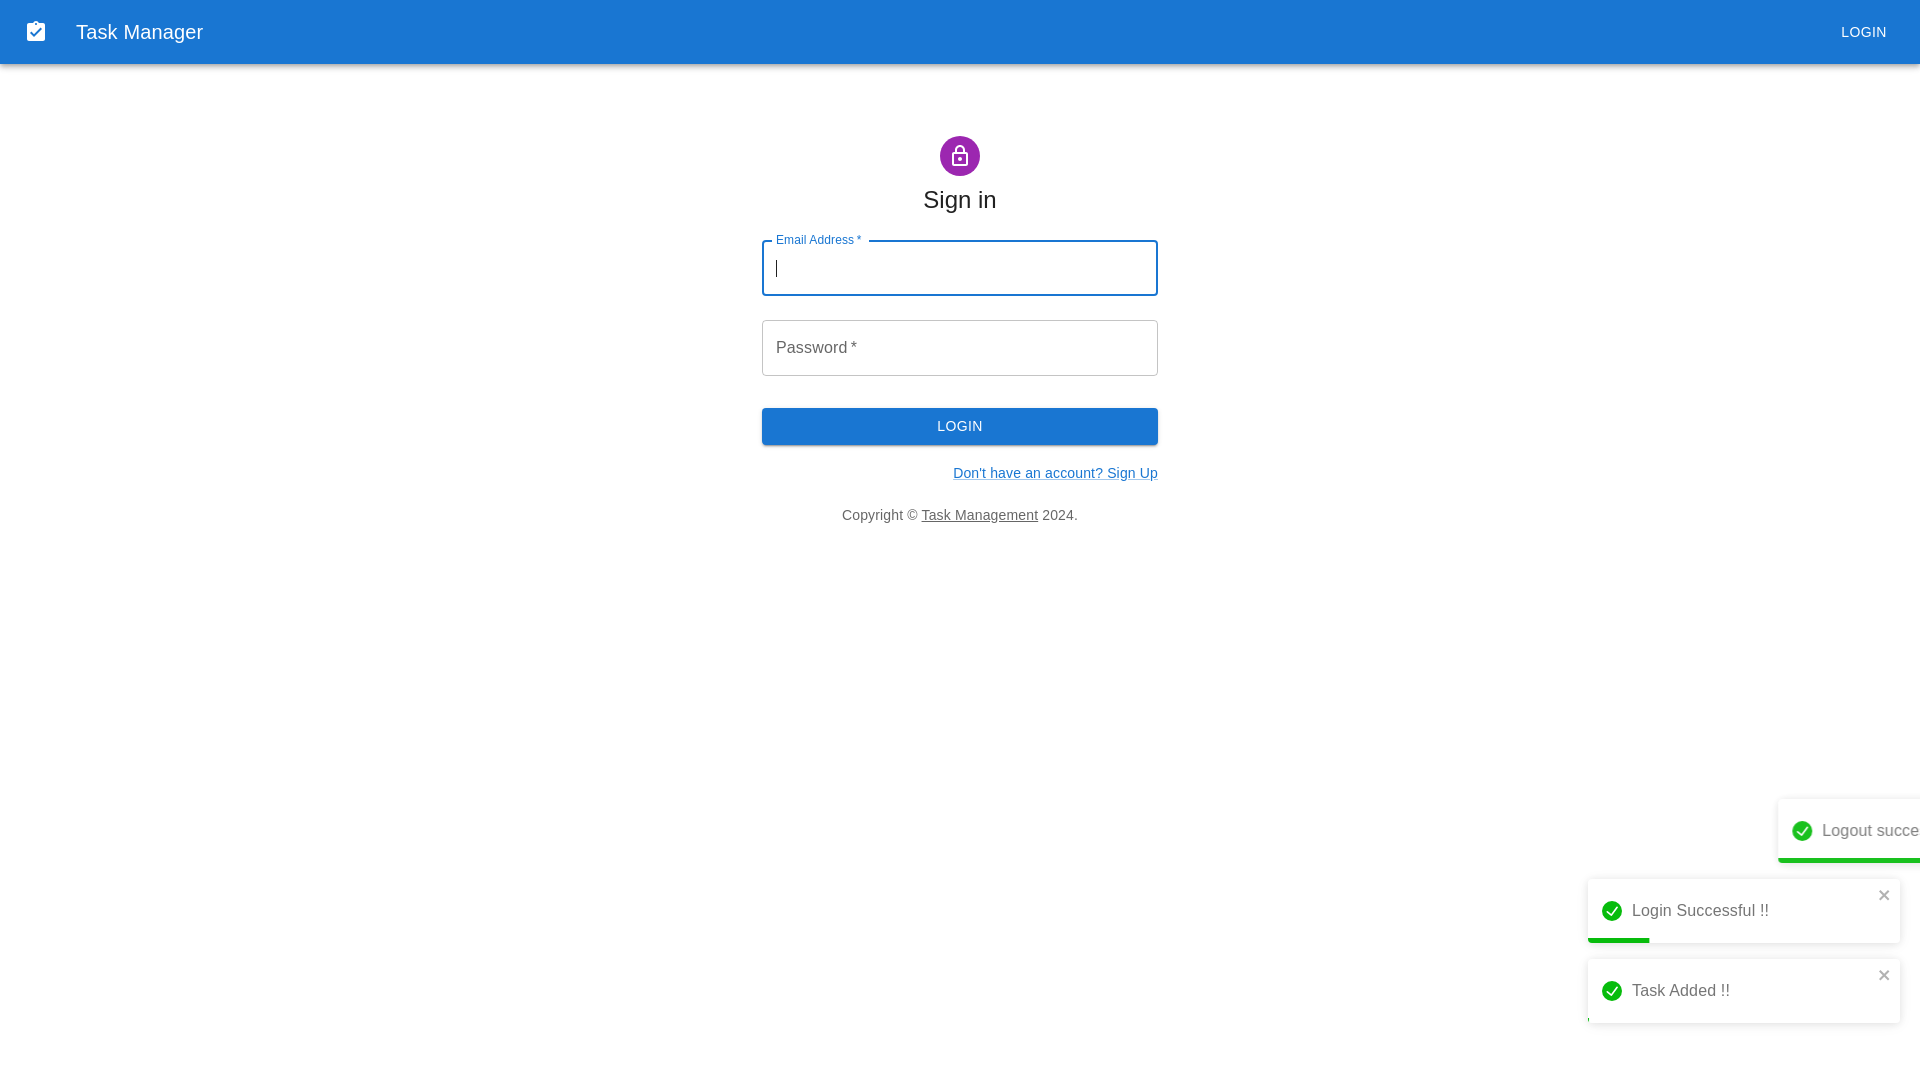 Task Manager
LOGIN
Sign in
Email Address *
Password *
LOGIN
Don't have an account? Sign Up
Copyright © Task Management 2024.
Logout succe
Login Successful !!
Task Added !!